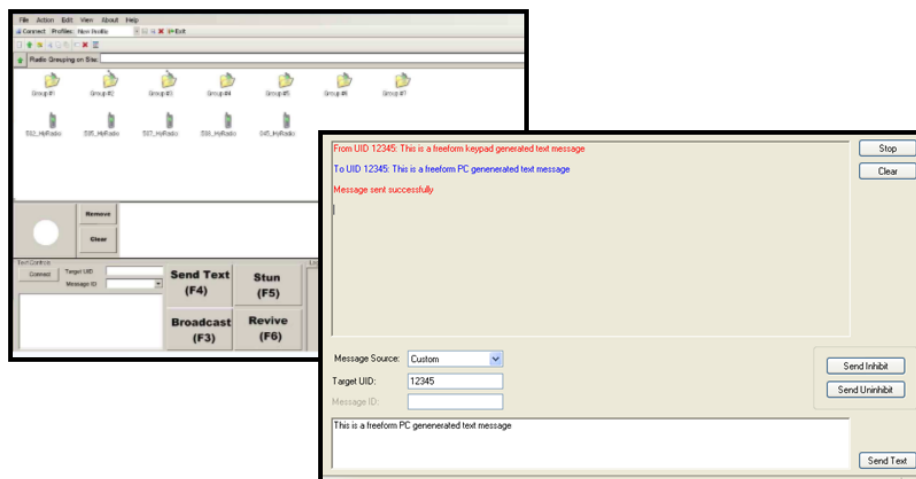 File Action Edit View About Help
Connect Profiles: New Profile Exit
Radio Grouping on Site:
Group #1 Group #2 Group #3 Group #4 Group #5 Group #6 Group #7
Remove
Clear
Text Controls
Connect Target UID
Message ID
Send Text (F4)
Stun (F5)
Broadcast (F3)
Revive (F6)
From UID 12345: This is a freeform keypad generated text message
To UID 12345: This is a freeform PC genenerated text message
Message sent successfully
Stop
Clear
Message Source: Custom
Target UID: 12345
Message ID:
Send Inhibit
Send Uninhibit
This is a freeform PC genenerated text message
Send Text